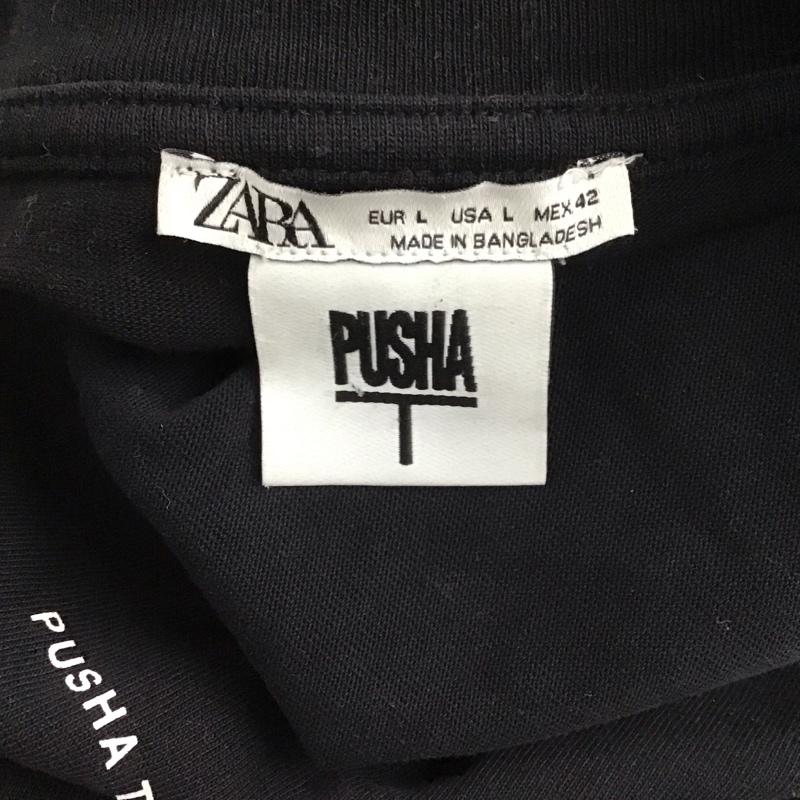 ZARA EUR L USA L MEX 42
MADE IN BANGLADESH
PUSHA
T
PUSHA T